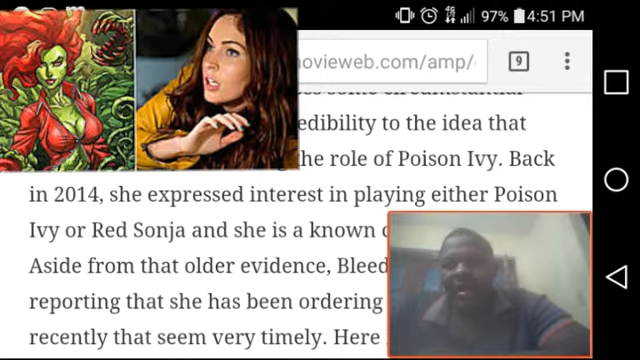 97% 4:51 PM
ovieweb.com/amp/ 9
edibility to the idea that
the role of Poison Ivy. Back
in 2014, she expressed interest in playing either Poison
Ivy or Red Sonja and she is a known
Aside from that older evidence, Bleed
reporting that she has been ordering
recently that seem very timely. Here